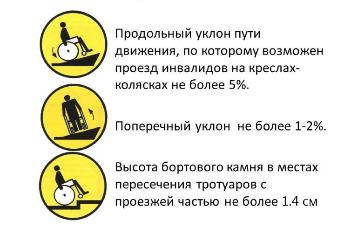 Продольный уклон пути
движения, по которому возможен
проезд инвалидов на креслах-
колясках не более 5%.
Поперечный уклон не более 1-2%.
Высота бортового камня в местах
пересечения тротуаров с
проезжей частью не более 1.4 см